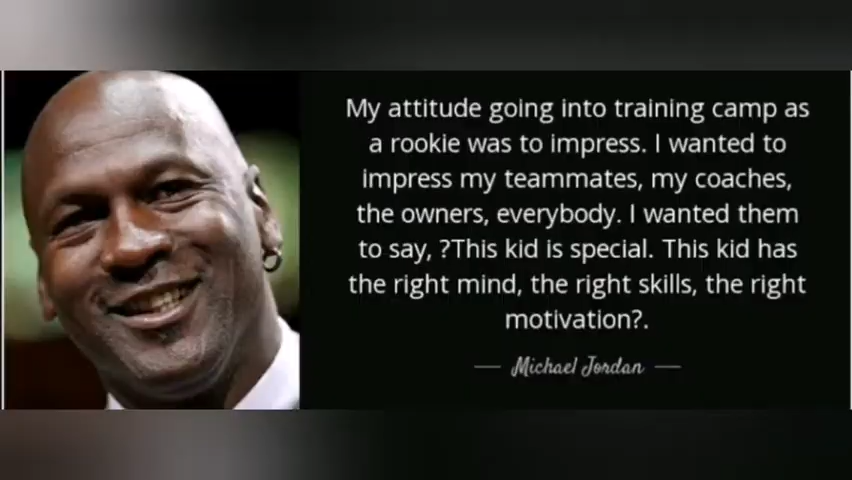 My attitude going into training camp as
a rookie was to impress. I wanted to
impress my teammates, my coaches,
the owners, everybody. I wanted them
to say, ?This kid is special. This kid has
the right mind, the right skills, the right
motivation?.
— Michael Jordan —